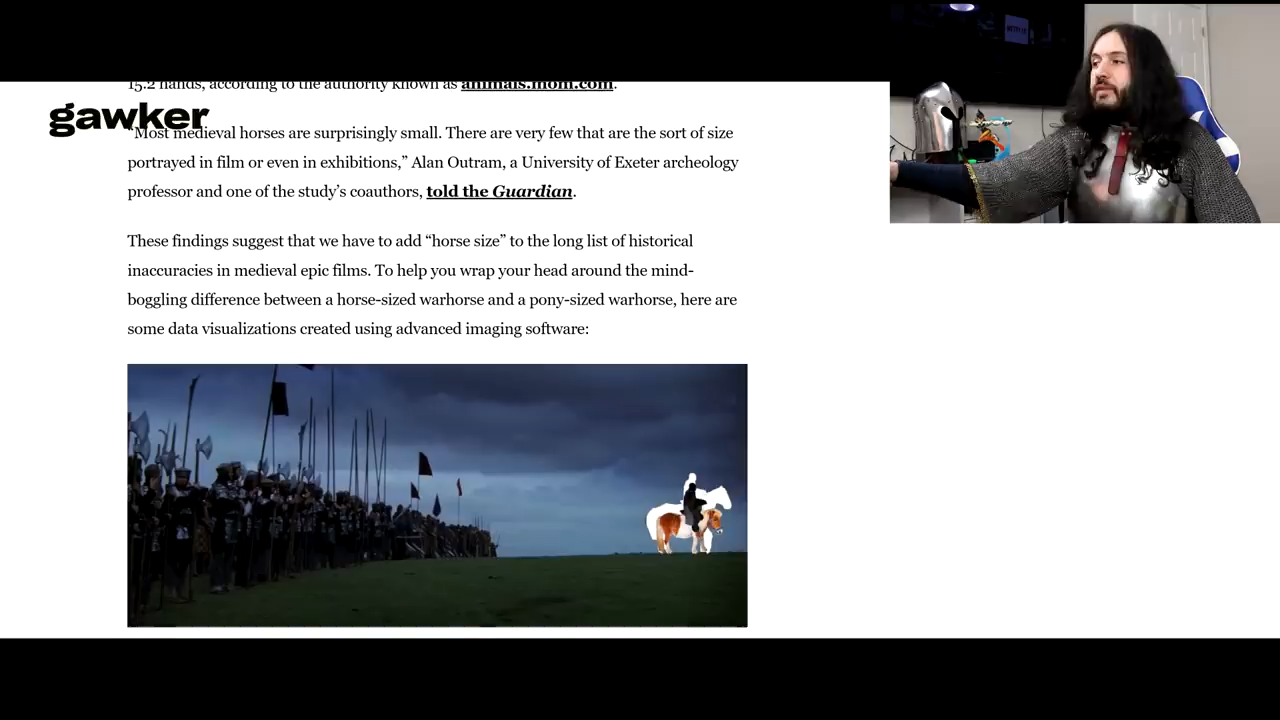 15.2 hands, according to the authority known as animals.mom.com.
gawker
“Most medieval horses are surprisingly small. There are very few that are the sort of size
portrayed in film or even in exhibitions,” Alan Outram, a University of Exeter archeology
professor and one of the study’s coauthors, told the Guardian.
These findings suggest that we have to add “horse size” to the long list of historical
inaccuracies in medieval epic films. To help you wrap your head around the mind-
boggling difference between a horse-sized warhorse and a pony-sized warhorse, here are
some data visualizations created using advanced imaging software:
NETFLIX